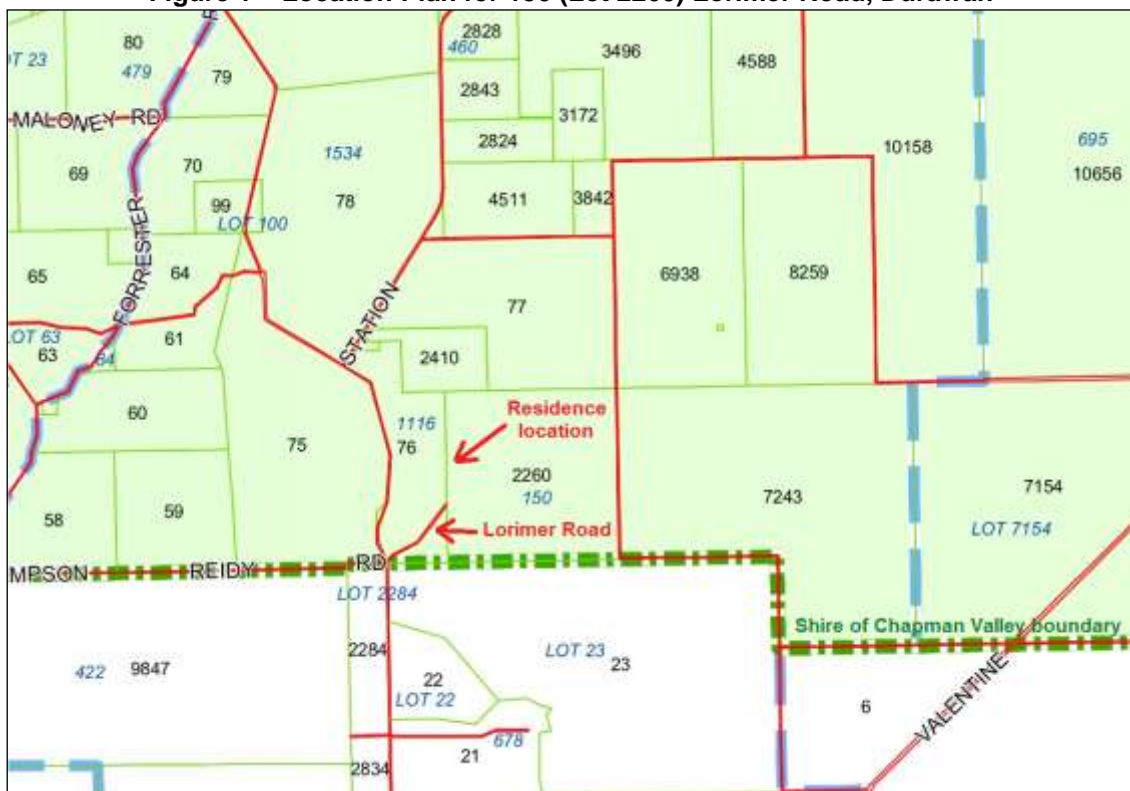 Figure 1 – Location Plan for 150 (Lot 2260) Lorimer Road, Durawah
80
2828
460
3496
4588
OT 23
479
79
2843
3172
MALONEY RD
2824
1534
10158
695
69
70
78
10656
99
4511
3842
LOT 100
FORRESTER
65
64
6938
8259
STATION
77
LOT 63
63
64
61
2410
60
1116
76
Residence
location
75
2260
150
7243
7154
58
59
Lorimer Road
LOT 7154
MPSON
REIDY
RD
LOT 2284
Shire of Chapman Valley boundary
422
9847
2284
LOT 23
23
22
LOT 22
6
VALENTINE
678
21
2834